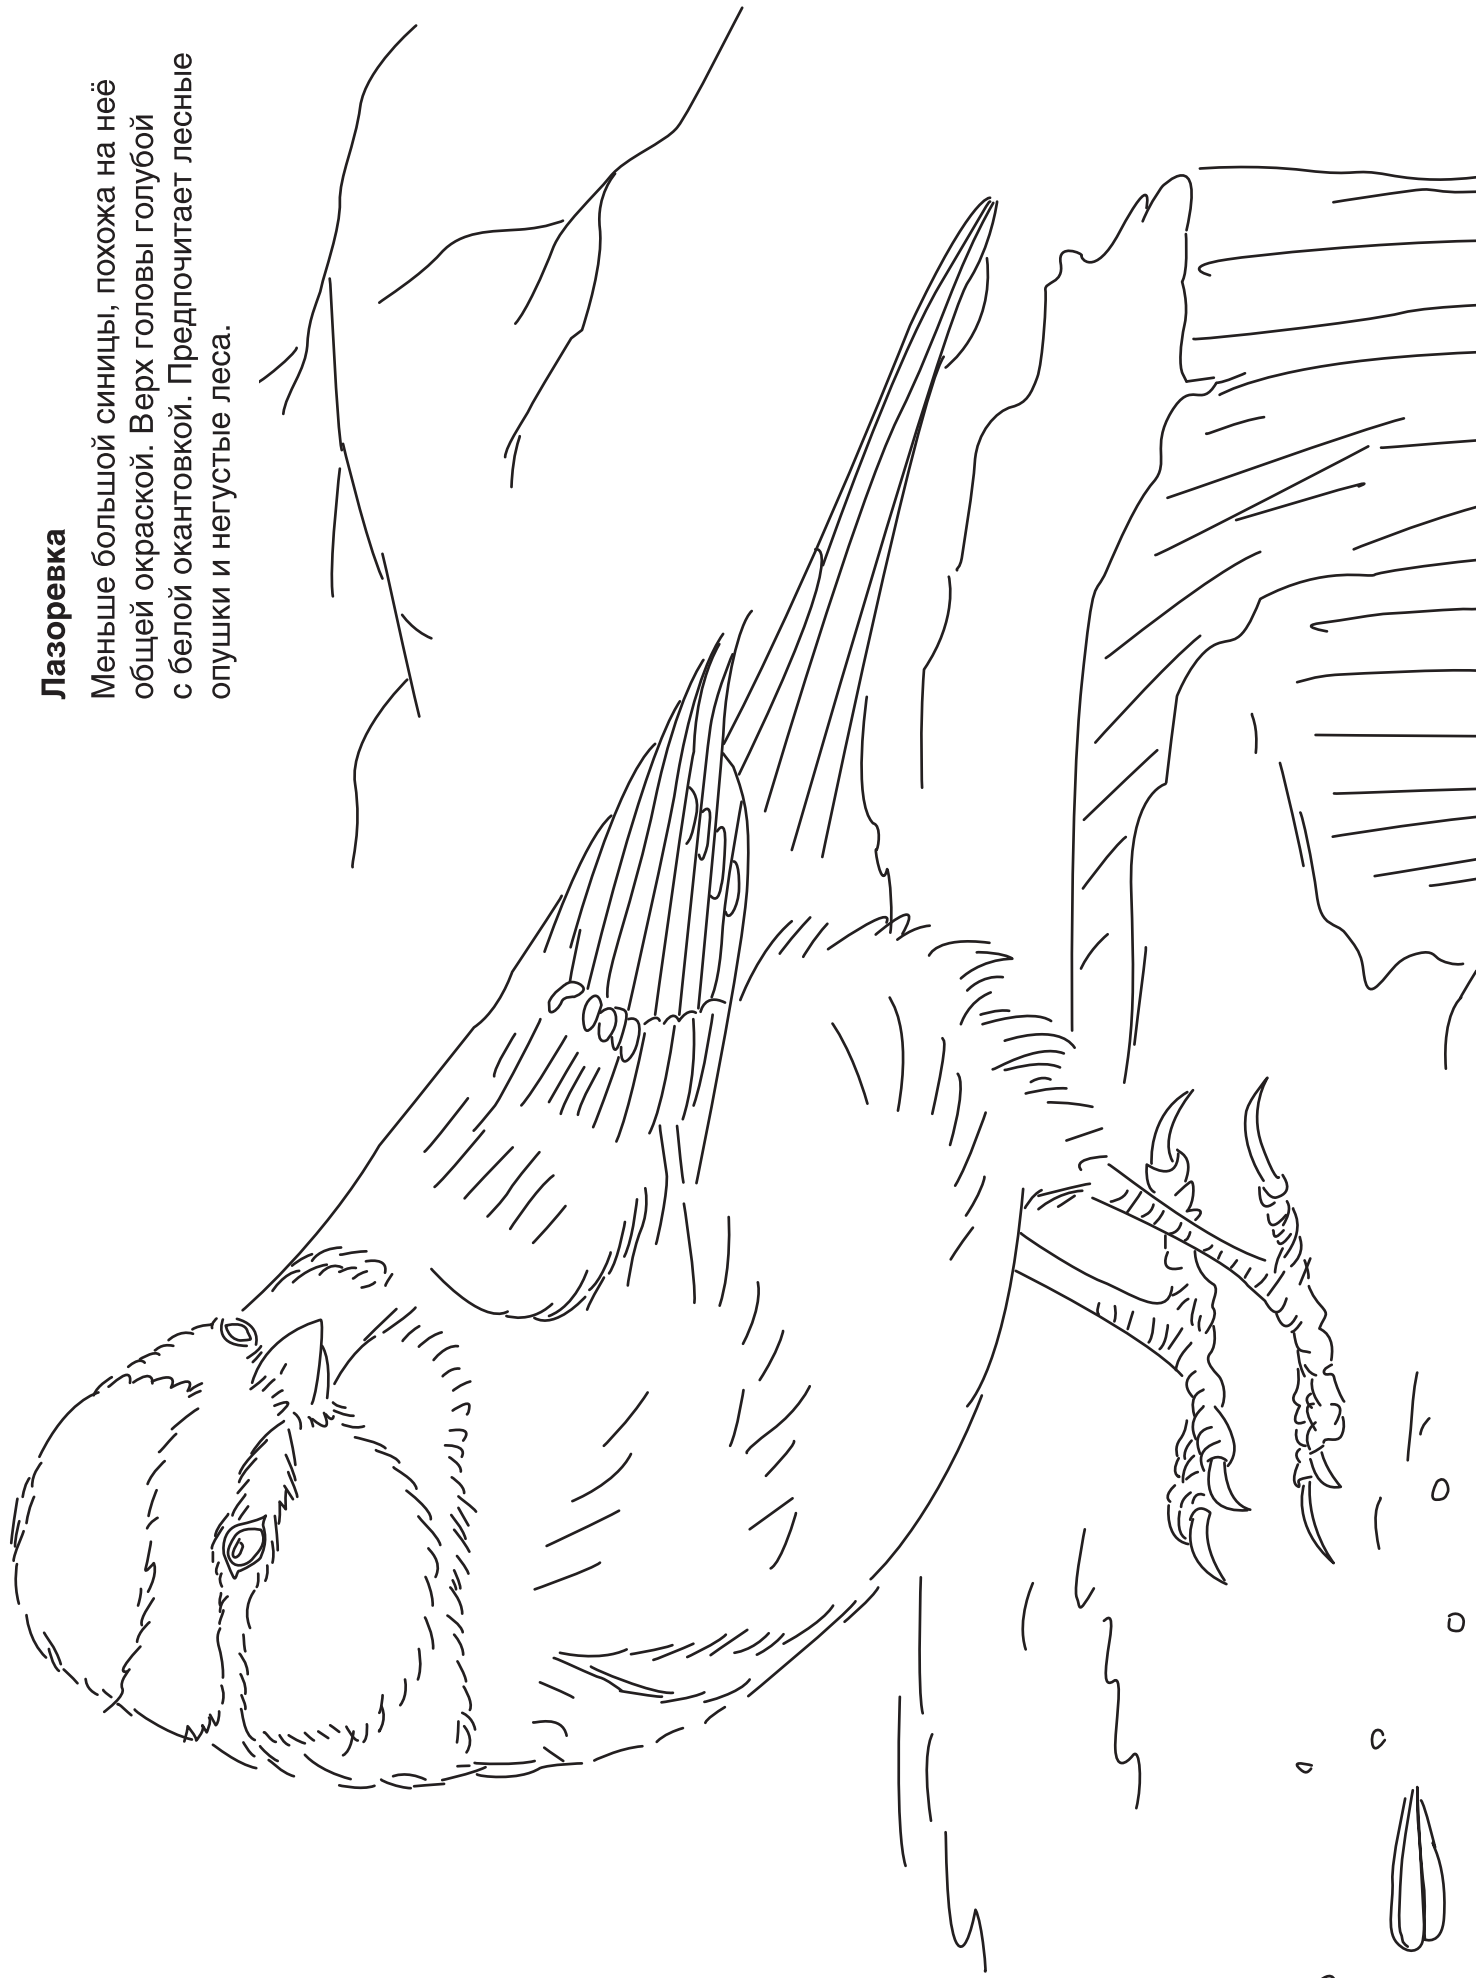 Лазоревка
Меньше большой синицы, похожа на неё
общей окраской. Верх головы голубой
с белой окантовкой. Предпочитает лесные
опушки и негустые леса.